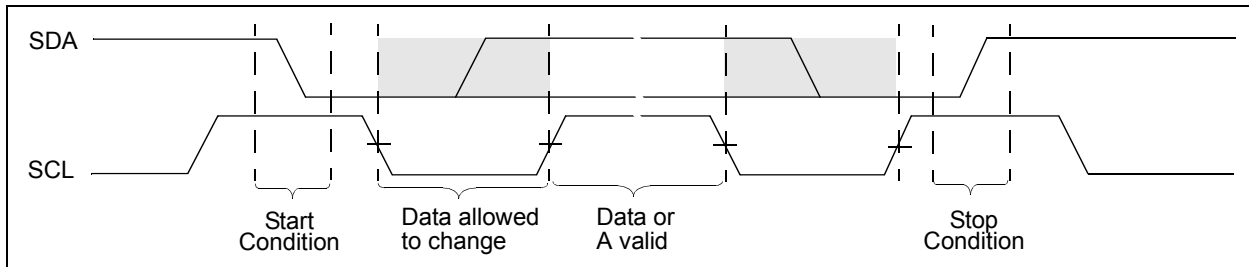 SDA
SCL
Start
Condition
Data allowed
to change
Data or
A valid
Stop
Condition